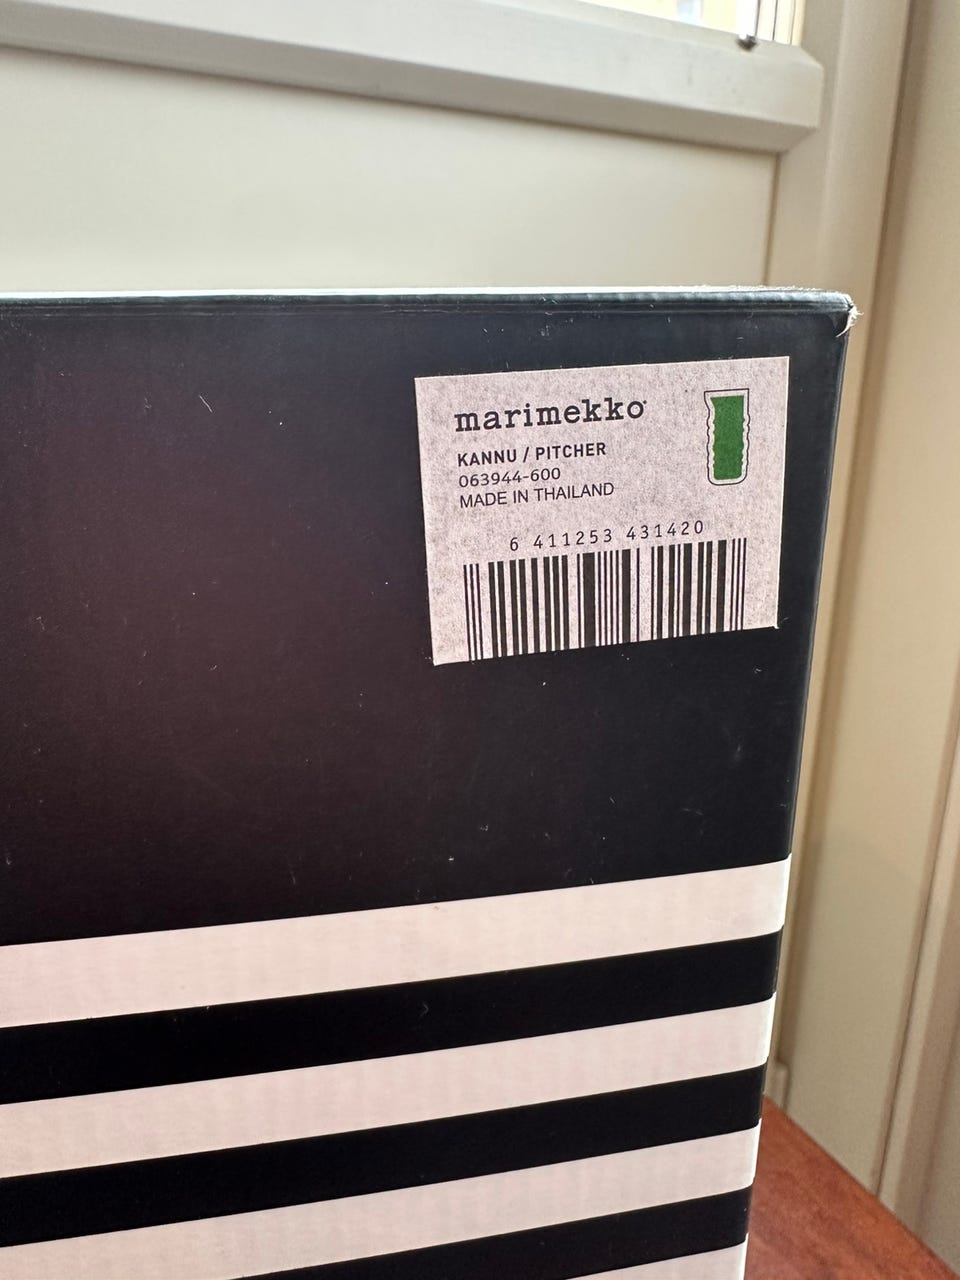 marimekko
KANNU / PITCHER
063944-600
MADE IN THAILAND
6 411253 431420